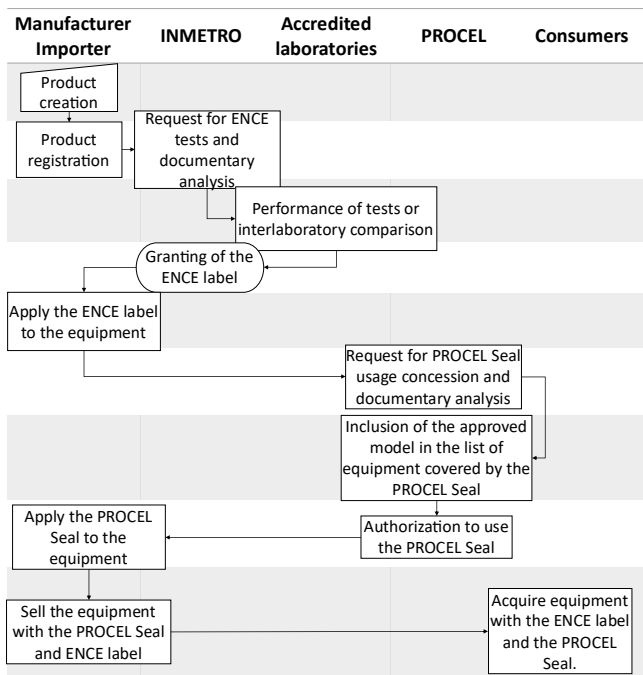 Manufacturer
Importer
INMETRO
Accredited
laboratories
PROCEL
Consumers
Product
creation
Product
registration
Request for ENCE
tests and
documentary
analysis
Performance of tests or
interlaboratory comparison
Granting of the
ENCE label
Apply the ENCE label
to the equipment
Request for PROCEL Seal
usage concession and
documentary analysis
Inclusion of the approved
model in the list of
equipment covered by the
PROCEL Seal
Apply the PROCEL
Seal to the
equipment
Authorization to use
the PROCEL Seal
Sell the equipment
with the PROCEL Seal
and ENCE label
Acquire equipment
with the ENCE label
and the PROCEL
Seal.